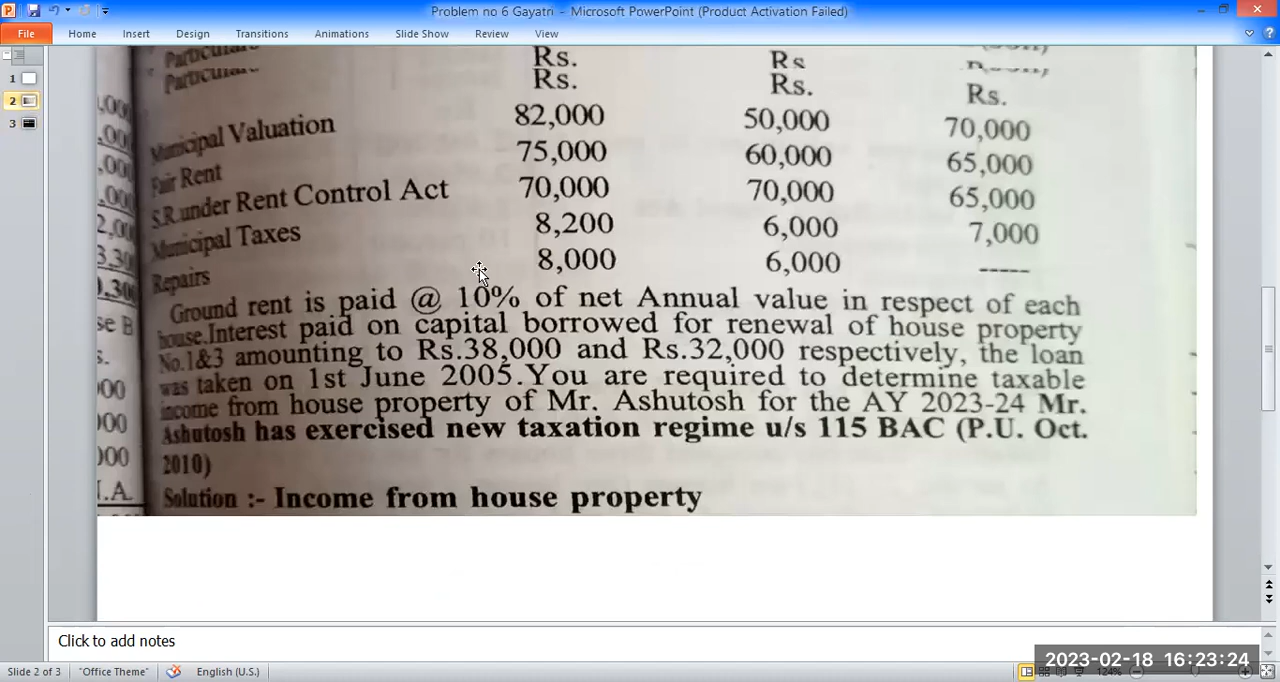 Problem no 6 Gayatri - Microsoft PowerPoint (Product Activation Failed)
File Home Insert Design Transitions Animations Slide Show Review View
Particulars Rs. Rs
Particulars Rs. Rs. Rs.
Municipal Valuation 82,000 50,000 70,000
Fair Rent 75,000 60,000 65,000
S.R.under Rent Control Act 70,000 70,000 65,000
Municipal Taxes 8,200 6,000 7,000
Repairs 8,000 6,000 -----
Ground rent is paid @ 10% of net Annual value in respect of each
house.Interest paid on capital borrowed for renewal of house property
No.1&3 amounting to Rs.38,000 and Rs.32,000 respectively, the loan
was taken on 1st June 2005.You are required to determine taxable
income from house property of Mr. Ashutosh for the AY 2023-24 Mr.
Ashutosh has exercised new taxation regime u/s 115 BAC (P.U. Oct.
2010)
Solution :- Income from house property
1
2
3
Click to add notes
Slide 2 of 3 "Office Theme" English (U.S.) 124%
2023-02-18 16:23:24